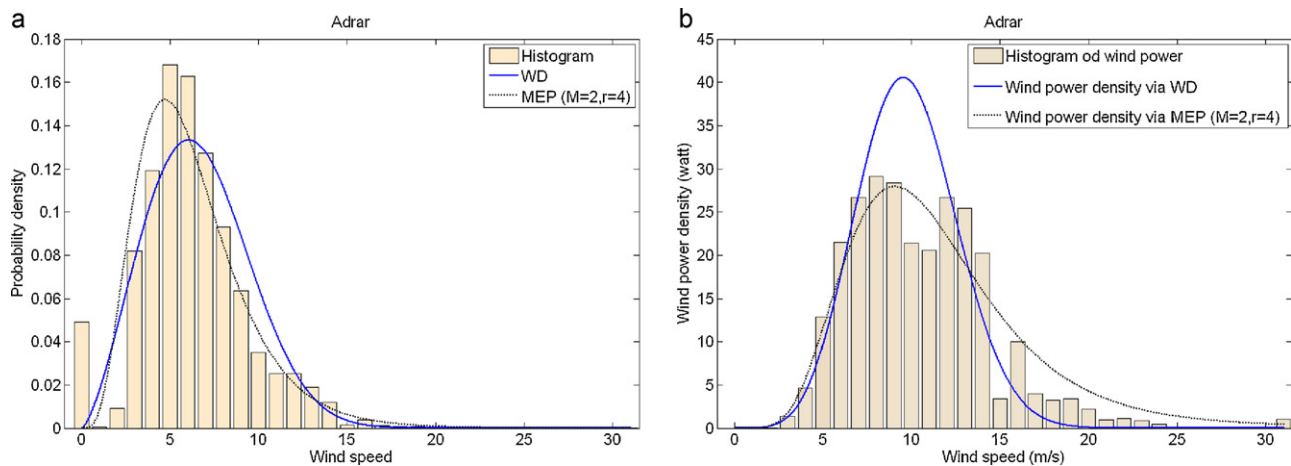 a
Adrar
0.18
0.16
0.14
0.12
0.1
0.08
0.06
0.04
0.02
0
Probability density
0
5
10
15
20
25
30
Wind speed
Histogram
WD
MEP (M=2,r=4)
b
Adrar
45
40
35
30
25
20
15
10
5
0
Wind power density (watt)
0
5
10
15
20
25
30
Wind speed (m/s)
Histogram od wind power
Wind power density via WD
Wind power density via MEP (M=2,r=4)